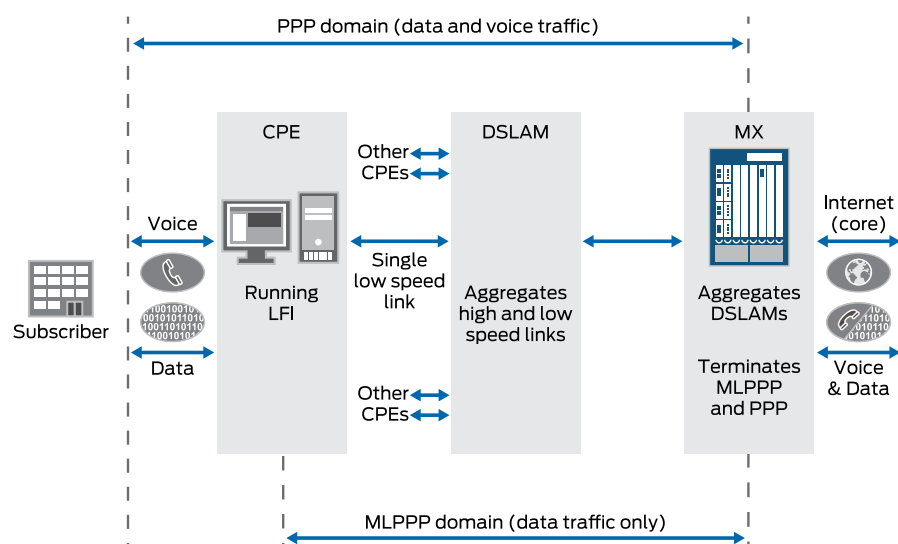 PPP domain (data and voice traffic)
CPE
DSLAM
MX
Other
CPEs
Voice
Internet
(core)
Single
low speed
link
Running
LFI
Aggregates
high and low
speed links
Aggregates
DSLAMs
Subscriber
Data
Terminates
MLPPP
and PPP
Voice
& Data
Other
CPEs
MLPPP domain (data traffic only)